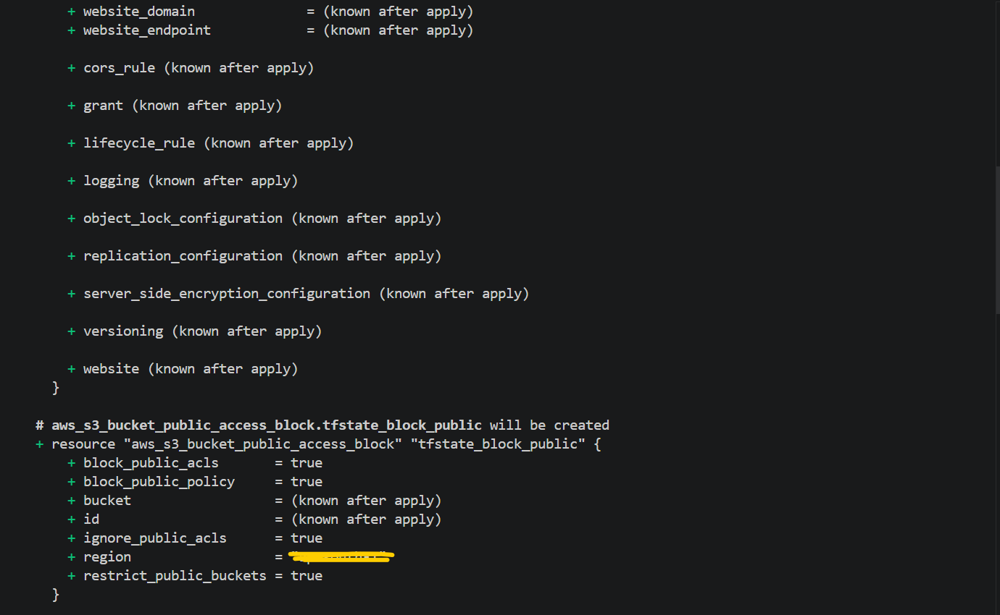 + website_domain = (known after apply)
+ website_endpoint = (known after apply)
+ cors_rule (known after apply)
+ grant (known after apply)
+ lifecycle_rule (known after apply)
+ logging (known after apply)
+ object_lock_configuration (known after apply)
+ replication_configuration (known after apply)
+ server_side_encryption_configuration (known after apply)
+ versioning (known after apply)
+ website (known after apply)
}
# aws_s3_bucket_public_access_block.tfstate_block_public will be created
+ resource "aws_s3_bucket_public_access_block" "tfstate_block_public" {
+ block_public_acls = true
+ block_public_policy = true
+ bucket = (known after apply)
+ id = (known after apply)
+ ignore_public_acls = true
+ region =
+ restrict_public_buckets = true
}